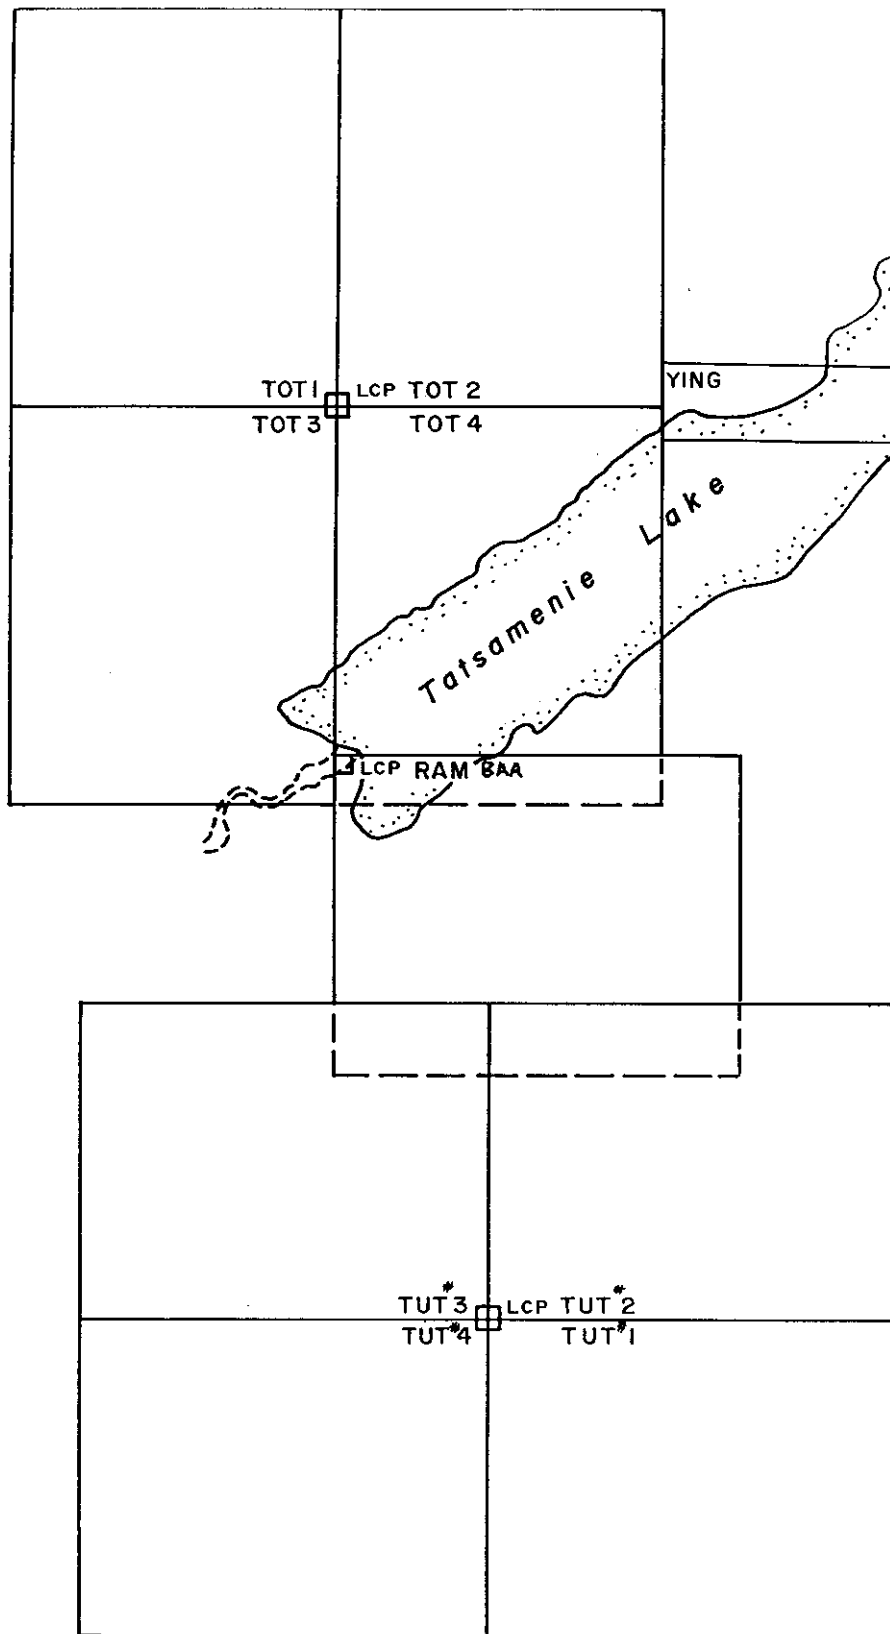 TOT 1 LCP TOT 2
TOT 3 TOT 4
YING
Tatsamenie Lake
LCP RAM BAA
TUT#3 LCP TUT#2
TUT#4 TUT#1